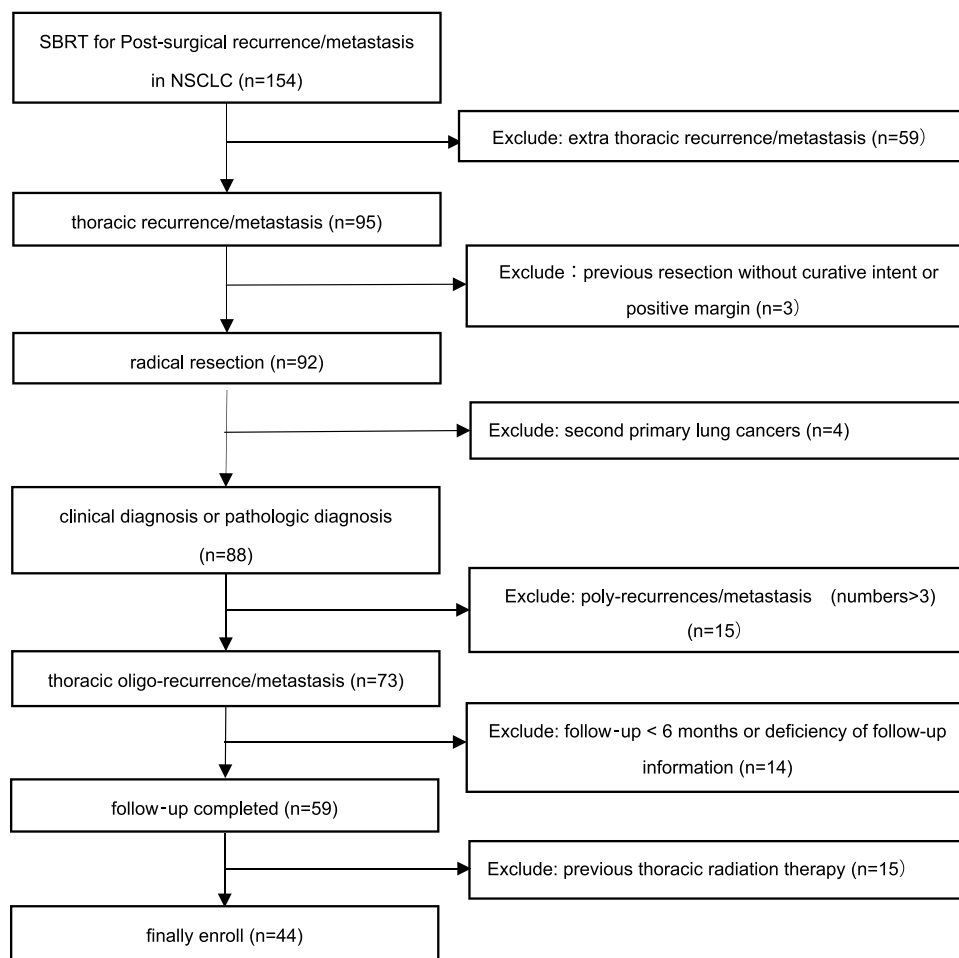 SBRT for Post-surgical recurrence/metastasis
in NSCLC (n=154)
Exclude: extra thoracic recurrence/metastasis (n=59）
thoracic recurrence/metastasis (n=95)
Exclude：previous resection without curative intent or
positive margin (n=3）
radical resection (n=92)
Exclude: second primary lung cancers (n=4）
clinical diagnosis or pathologic diagnosis
(n=88)
Exclude: poly-recurrences/metastasis (numbers>3)
(n=15）
thoracic oligo-recurrence/metastasis (n=73)
Exclude: follow-up < 6 months or deficiency of follow-up
information (n=14）
follow-up completed (n=59)
Exclude: previous thoracic radiation therapy (n=15）
finally enroll (n=44)